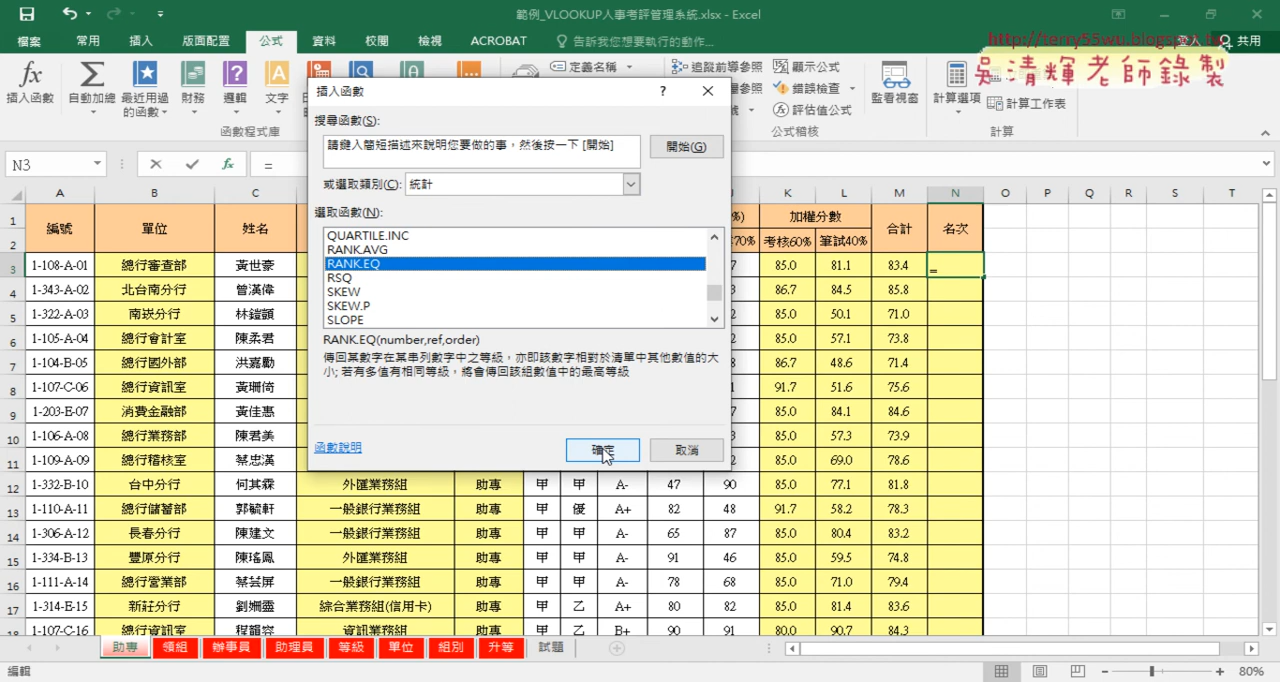 範例_VLOOKUP人事考評管理系統.xlsx - Excel
檔案 常用 插入 版面配置 公式 資料 校閱 檢視 ACROBAT 告訴我您想要執行的動作... 登入 共用
http://terry55wu.blogspot.tw
吳清輝老師錄製
插入函數 自動加總 最近用過的函數 財務 邏輯 文字
定義名稱 追蹤前導參照 顯示公式
錯誤檢查
評估值公式
監看視窗 計算選項 計算工作表
函數程式庫 公式稽核 計算
插入函數 ? ×
搜尋函數(S):
請鍵入簡短描述來說明您要做的事，然後按一下 [開始] 開始(G)
或選取類別(C): 統計
選取函數(N):
QUARTILE.INC
RANK.AVG
RANK.EQ
RSQ
SKEW
SKEW.P
SLOPE
RANK.EQ(number,ref,order)
傳回某數字在某串列數字中之等級，亦即該數字相對於清單中其他數值的大
小; 若有多值有相同等級，將會傳回該組數值中的最高等級
函數說明 確定 取消
N3 fx =
A B C K L M N O P Q R S T
1 編號 單位 姓名 %) 加權分數 合計 名次
2 70% 考核60% 筆試40%
3 1-108-A-01 總行審查部 黃世豪 7 85.0 81.1 83.4 =
4 1-343-A-02 北台南分行 曾漢偉 86.7 84.5 85.8
5 1-322-A-03 南崁分行 林鎧顗 85.0 50.1 71.0
6 1-105-A-04 總行會計室 陳柔君 2 85.0 57.1 73.8
7 1-104-B-05 總行國外部 洪嘉勳 8 86.7 48.6 71.4
8 1-107-C-06 總行資訊室 黃珊倚 1 91.7 51.6 75.6
9 1-203-E-07 消費金融部 黃佳惠 7 85.0 84.1 84.6
10 1-106-A-08 總行業務部 陳君美 3 85.0 57.3 73.9
11 1-109-A-09 總行稽核室 蔡忠漢 2 85.0 69.0 78.6
12 1-332-B-10 台中分行 何其霖 外匯業務組 助專 甲 甲 A- 47 90 85.0 77.1 81.8
13 1-110-A-11 總行儲蓄部 郭毓軒 一般銀行業務組 助專 甲 優 A+ 82 48 91.7 58.2 78.3
14 1-306-A-12 長春分行 陳建文 一般銀行業務組 助專 甲 甲 A- 65 87 85.0 80.4 83.2
15 1-334-B-13 豐原分行 陳瑤鳳 外匯業務組 助專 甲 甲 A- 91 46 85.0 59.5 74.8
16 1-111-A-14 總行營業部 蔡芸屏 一般銀行業務組 助專 甲 甲 A- 78 68 85.0 71.0 79.4
17 1-314-E-15 新莊分行 劉姍靈 綜合業務組(信用卡) 助專 甲 乙 A+ 80 82 85.0 81.4 83.6
18 1-107-C-16 總行資訊室 程韻容 資訊業務組 助專 甲 乙 B+ 90 91 80.0 90.7 84.3
助專 領組 辦事員 助理員 等級 單位 組別 升等 試題
編輯 80%